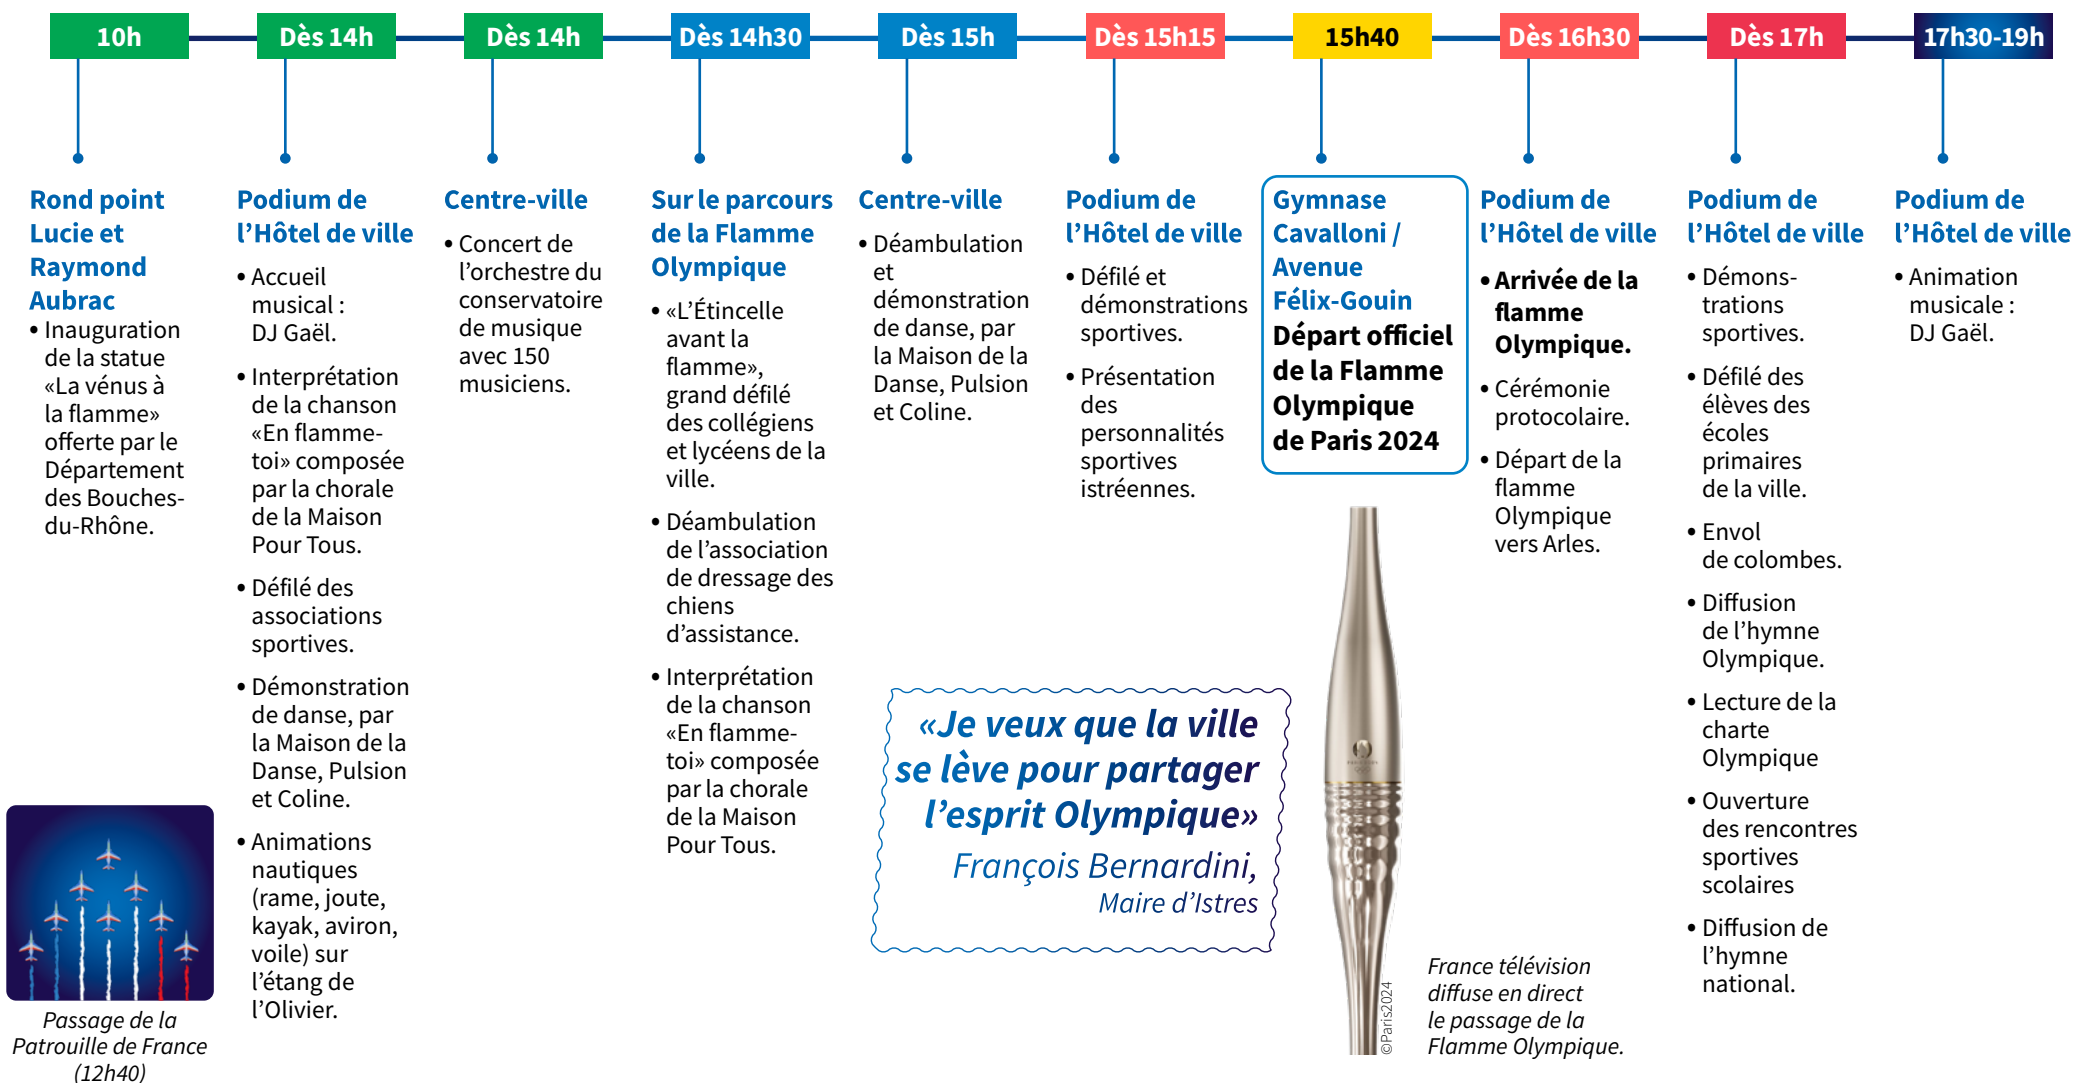 10h
Dès 14h
Dès 14h
Dès 14h30
Dès 15h
Dès 15h15
15h40
Dès 16h30
Dès 17h
17h30-19h
Rond point
Lucie et
Raymond
Aubrac
• Inauguration
de la statue
«La vénus à
la flamme»
offerte par le
Département
des Bouches-
du-Rhône.
Passage de la
Patrouille de France
(12h40)
Podium de
l’Hôtel de ville
• Accueil
musical :
DJ Gaël.
• Interprétation
de la chanson
«En flamme-
toi» composée
par la chorale
de la Maison
Pour Tous.
• Défilé des
associations
sportives.
• Démonstration
de danse, par
la Maison de la
Danse, Pulsion
et Coline.
• Animations
nautiques
(rame, joute,
kayak, aviron,
voile) sur
l’étang de
l’Olivier.
Centre-ville
• Concert de
l’orchestre du
conservatoire
de musique
avec 150
musiciens.
Sur le parcours
de la Flamme
Olympique
• «L’Étincelle
avant la
flamme»,
grand défilé
des collégiens
et lycéens de la
ville.
• Déambulation
de l’association
de dressage des
chiens
d’assistance.
• Interprétation
de la chanson
«En flamme-
toi» composée
par la chorale
de la Maison
Pour Tous.
Centre-ville
• Déambulation
et
démonstration
de danse, par
la Maison de la
Danse, Pulsion
et Coline.
Podium de
l’Hôtel de ville
• Défilé et
démonstrations
sportives.
• Présentation
des
personnalités
sportives
istréennes.
«Je veux que la ville
se lève pour partager
l’esprit Olympique»
François Bernardini,
Maire d’Istres
Gymnase
Cavalloni /
Avenue
Félix-Gouin
Départ officiel
de la Flamme
Olympique
de Paris 2024
©Paris2024
Podium de
l’Hôtel de ville
• Arrivée de la
flamme
Olympique.
• Cérémonie
protocolaire.
• Départ de la
flamme
Olympique
vers Arles.
France télévision
diffuse en direct
le passage de la
Flamme Olympique.
Podium de
l’Hôtel de ville
• Démons-
trations
sportives.
• Défilé des
élèves des
écoles
primaires
de la ville.
• Envol
de colombes.
• Diffusion
de l’hymne
Olympique.
• Lecture de la
charte
Olympique
• Ouverture
des rencontres
sportives
scolaires
• Diffusion de
l’hymne
national.
Podium de
l’Hôtel de ville
• Animation
musicale :
DJ Gaël.